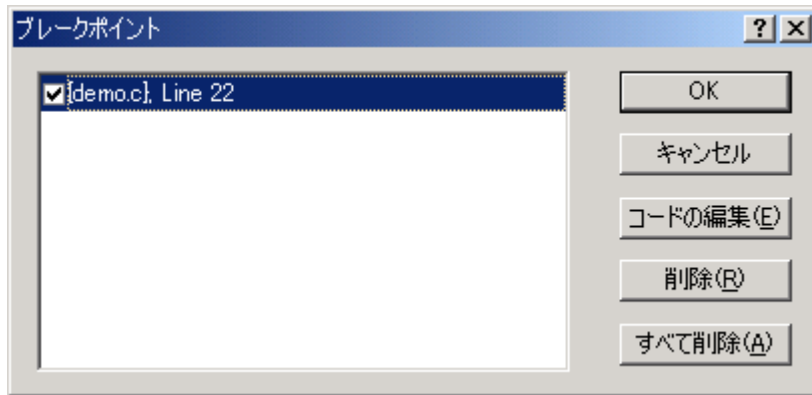 ブレークポイント
{demo.c}, Line 22
OK
キャンセル
コードの編集(E)
削除(R)
すべて削除(A)